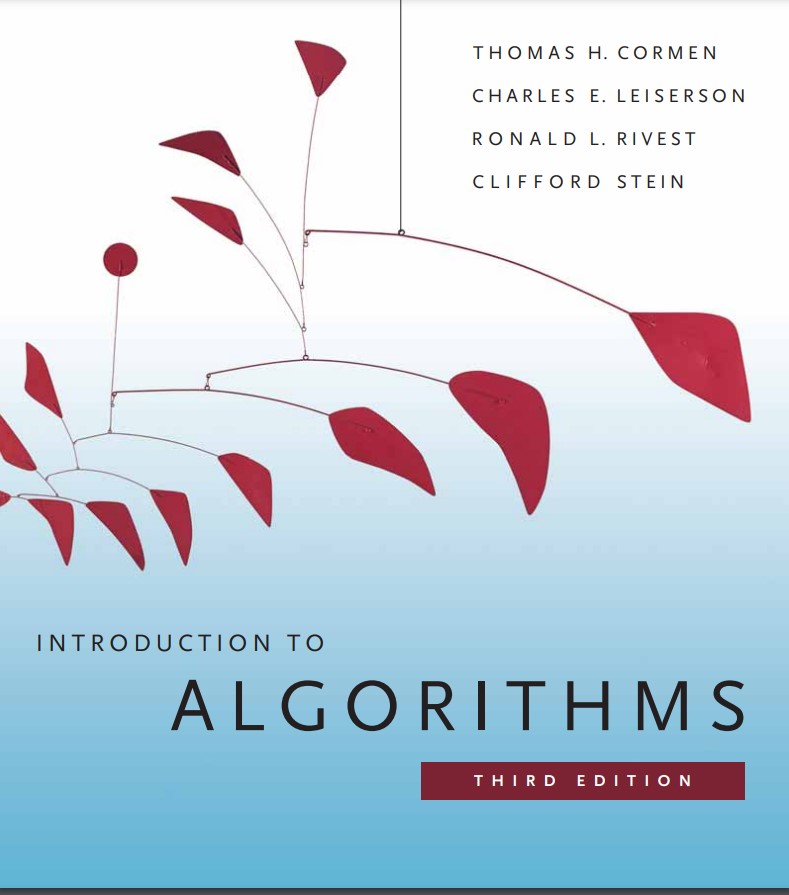 THOMAS H. CORMEN
CHARLES E. LEISERSON
RONALD L. RIVEST
CLIFFORD STEIN
INTRODUCTION TO
ALGORITHMS
THIRD EDITION